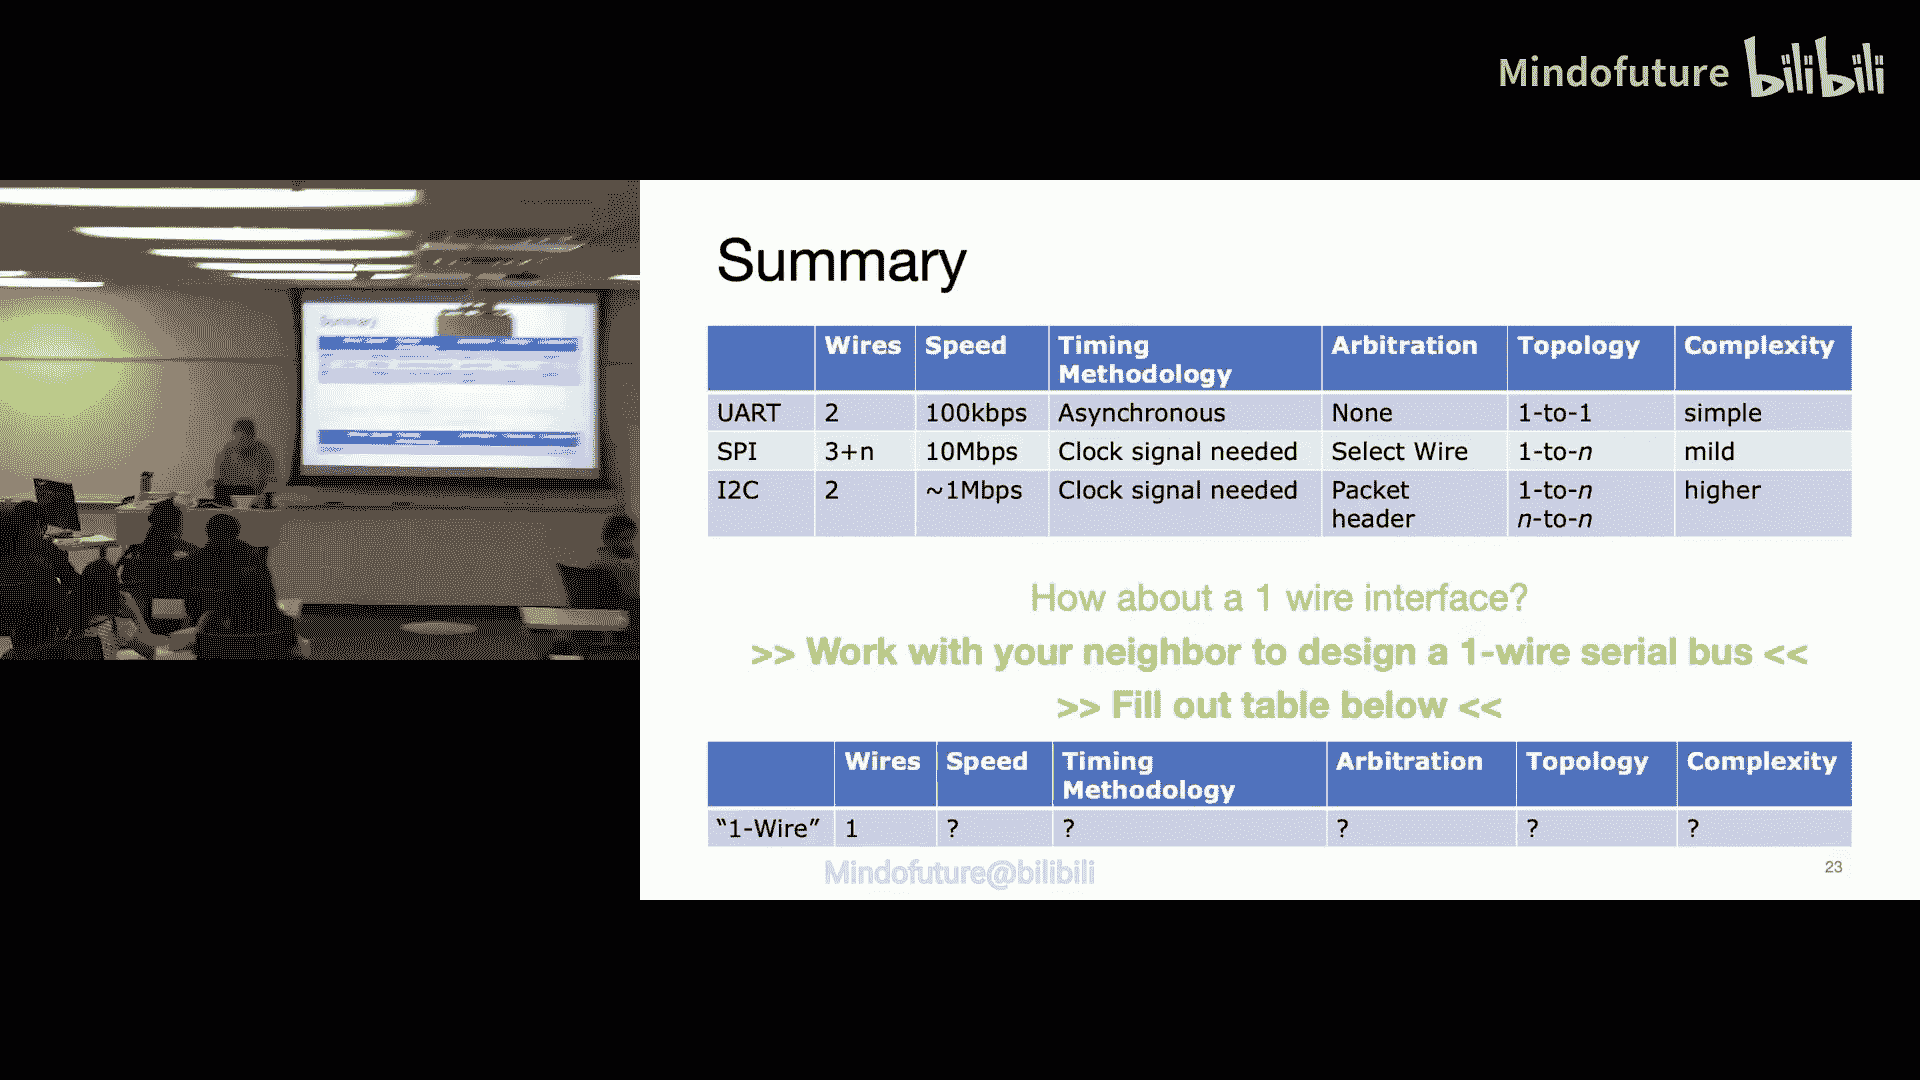 Mindofuture bilibili
Summary
Wires Speed Timing Methodology Arbitration Topology Complexity
UART 2 100kbps Asynchronous None 1-to-1 simple
SPI 3+n 10Mbps Clock signal needed Select Wire 1-to-n mild
I2C 2 ~1Mbps Clock signal needed Packet header 1-to-n n-to-n higher
How about a 1 wire interface?
>> Work with your neighbor to design a 1-wire serial bus <<
>> Fill out table below <<
Wires Speed Timing Methodology Arbitration Topology Complexity
“1-Wire” 1 ? ? ? ? ?
Mindofuture@bilibili
23